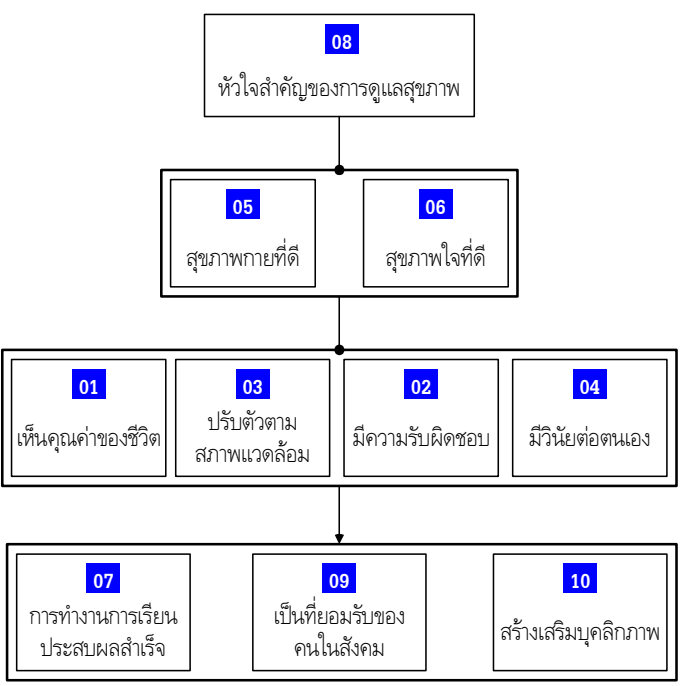 08
หัวใจสำคัญของการดูแลสุขภาพ
05
สุขภาพกายที่ดี
06
สุขภาพใจที่ดี
01
เห็นคุณค่าของชีวิต
03
ปรับตัวตาม
สภาพแวดล้อม
02
มีความรับผิดชอบ
04
มีวินัยต่อตนเอง
07
การทำงานการเรียน
ประสบผลสำเร็จ
09
เป็นที่ยอมรับของ
คนในสังคม
10
สร้างเสริมบุคลิกภาพ